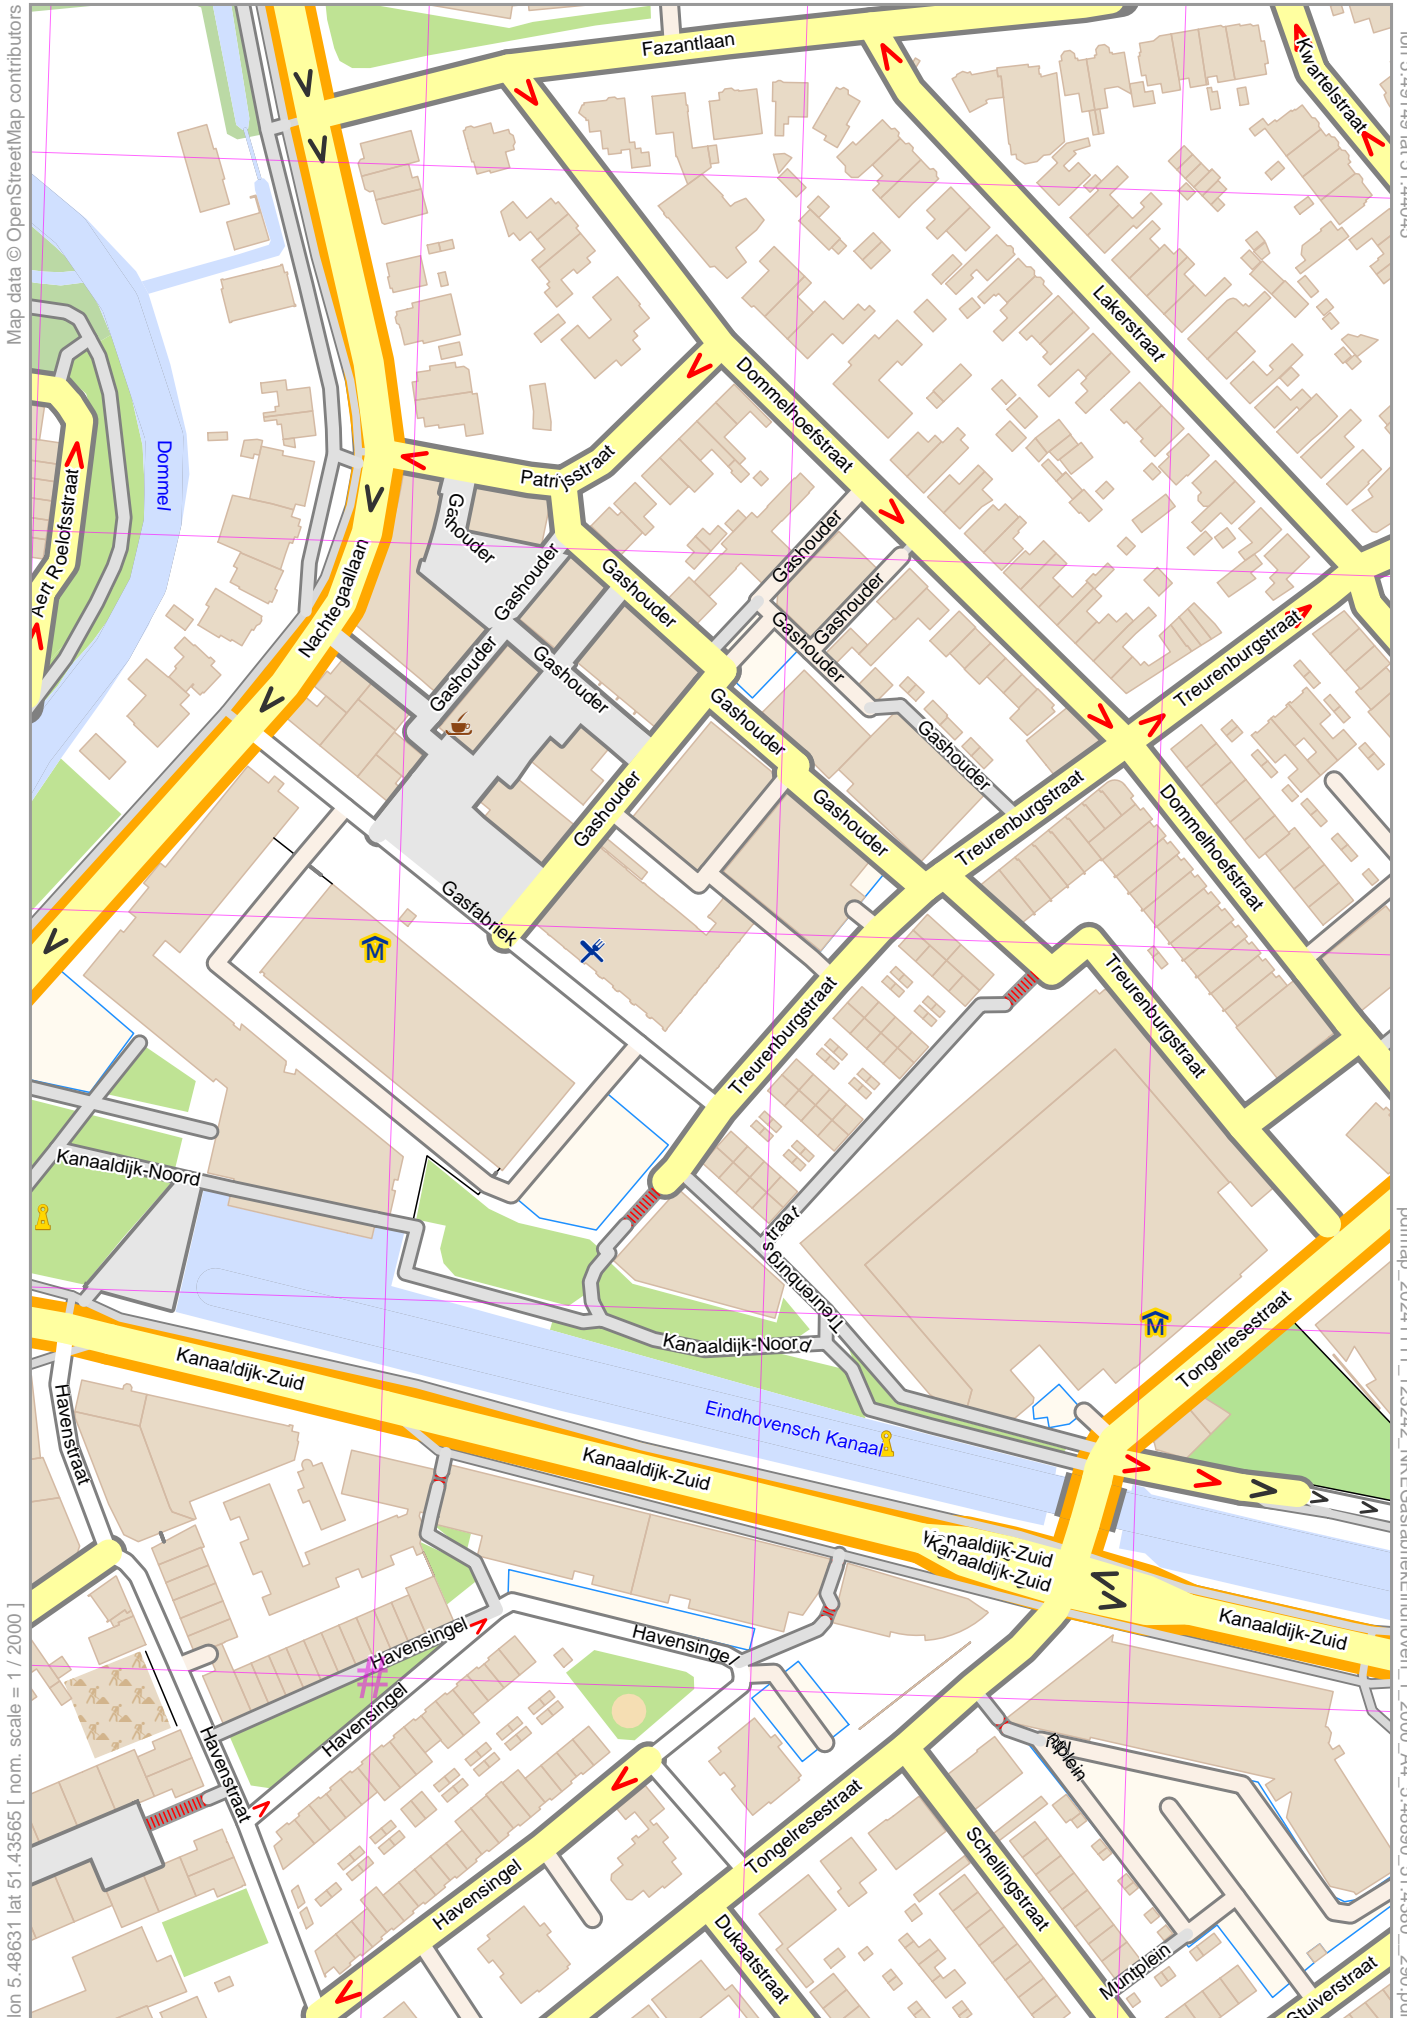 Map data © OpenStreetMap contributors
Fazantlaan
Kwartelstraat
Lakerstraat
Dommelhoefstraat
Dommel
Patrijsstraat
Aert Roelofsstraat
Nachtegaallaan
Gashouder
Gashouder
Gashouder
Gashouder
Gashouder
Gashouder
Gashouder
Gashouder
Gashouder
Gashouder
Gashouder
Gashouder
Treurenburgstraat
Gashouder
Treurenburgstraat
Dommelhoefstraat
Gasfabriek
M
Treurenburgstraat
Treurenburgstraat
Kanaaldijk-Noord
Treurenburg
straat
Kanaaldijk-Noord
M
Tongelresestraat
Kanaaldijk-Zuid
Havenstraat
Eindhovensch Kanaal
Kanaaldijk-Zuid
Kanaaldijk-Zuid
Kanaaldijk-Zuid
Kanaaldijk-Zuid
Havensingel
Havensingel
Havensingel
#
Havenstraat
Havensingel
Tongelresestraat
Schellingstraat
Dukaatstraat
Muntplein
Stuiverstraat
lon 5.48631 lat 51.43565 [ nom. scale = 1 / 2000 ]